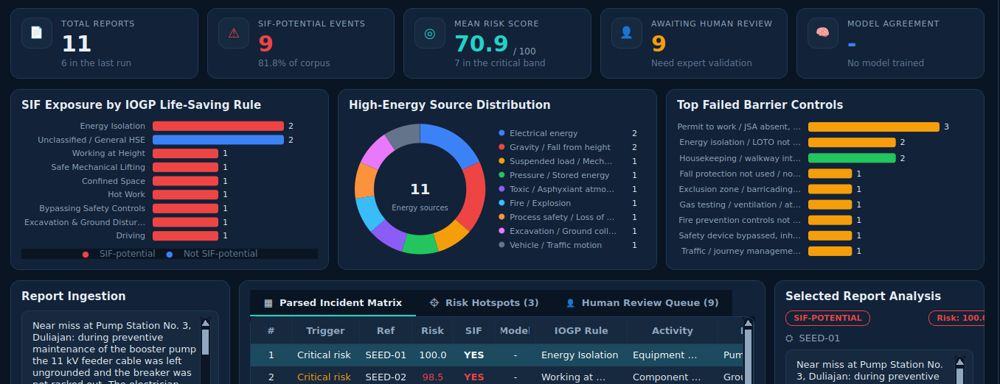 TOTAL REPORTS
11
6 in the last run
SIF-POTENTIAL EVENTS
9
81.8% of corpus
MEAN RISK SCORE
70.9 / 100
7 in the critical band
AWAITING HUMAN REVIEW
9
Need expert validation
MODEL AGREEMENT
-
No model trained
SIF Exposure by IOGP Life-Saving Rule
Energy Isolation 2
Unclassified / General HSE 2
Working at Height 1
Safe Mechanical Lifting 1
Confined Space 1
Hot Work 1
Bypassing Safety Controls 1
Excavation & Ground Distur... 1
Driving 1
SIF-potential Not SIF-potential
High-Energy Source Distribution
11
Energy sources
Electrical energy 2
Gravity / Fall from height 2
Suspended load / Mech... 1
Pressure / Stored energy 1
Toxic / Asphyxiant atmo... 1
Fire / Explosion 1
Process safety / Loss of ... 1
Excavation / Ground coll... 1
Vehicle / Traffic motion 1
Top Failed Barrier Controls
Permit to work / JSA absent, ... 3
Energy isolation / LOTO not ... 2
Housekeeping / walkway int... 2
Fall protection not used / no... 1
Exclusion zone / barricading... 1
Gas testing / ventilation / at... 1
Fire prevention controls not ... 1
Safety device bypassed, inh... 1
Traffic / journey manageme... 1
Report Ingestion
Near miss at Pump Station No. 3,
Duliajan: during preventive
maintenance of the booster pump
the 11 kV feeder cable was left
ungrounded and the breaker was
not racked out. The electrician
Parsed Incident Matrix Risk Hotspots (3) Human Review Queue (9)
# Trigger Ref Risk SIF Model IOGP Rule Activity
1 Critical risk SEED-01 100.0 YES - Energy Isolation Equipment ... Pum
2 Critical risk SEED-02 98.5 YES - Working at ... Complex ... Grou
Selected Report Analysis
SIF-POTENTIAL Risk: 100.0
SEED-01
Near miss at Pump Station No.
3, Duliajan: during preventive
maintenance of the booster